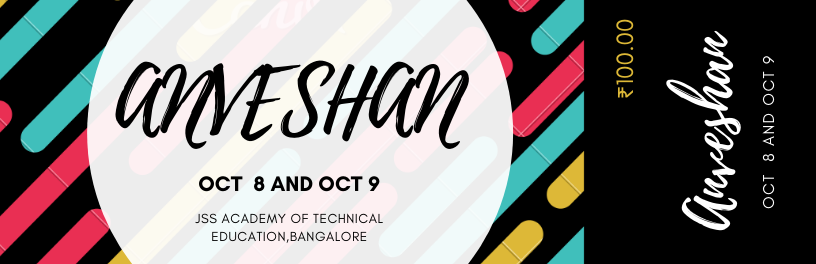 ANVESHAN
OCT 8 AND OCT 9
JSS ACADEMY OF TECHNICAL
EDUCATION,BANGALORE
₹100.00
Anveshan
OCT 8 AND OCT 9